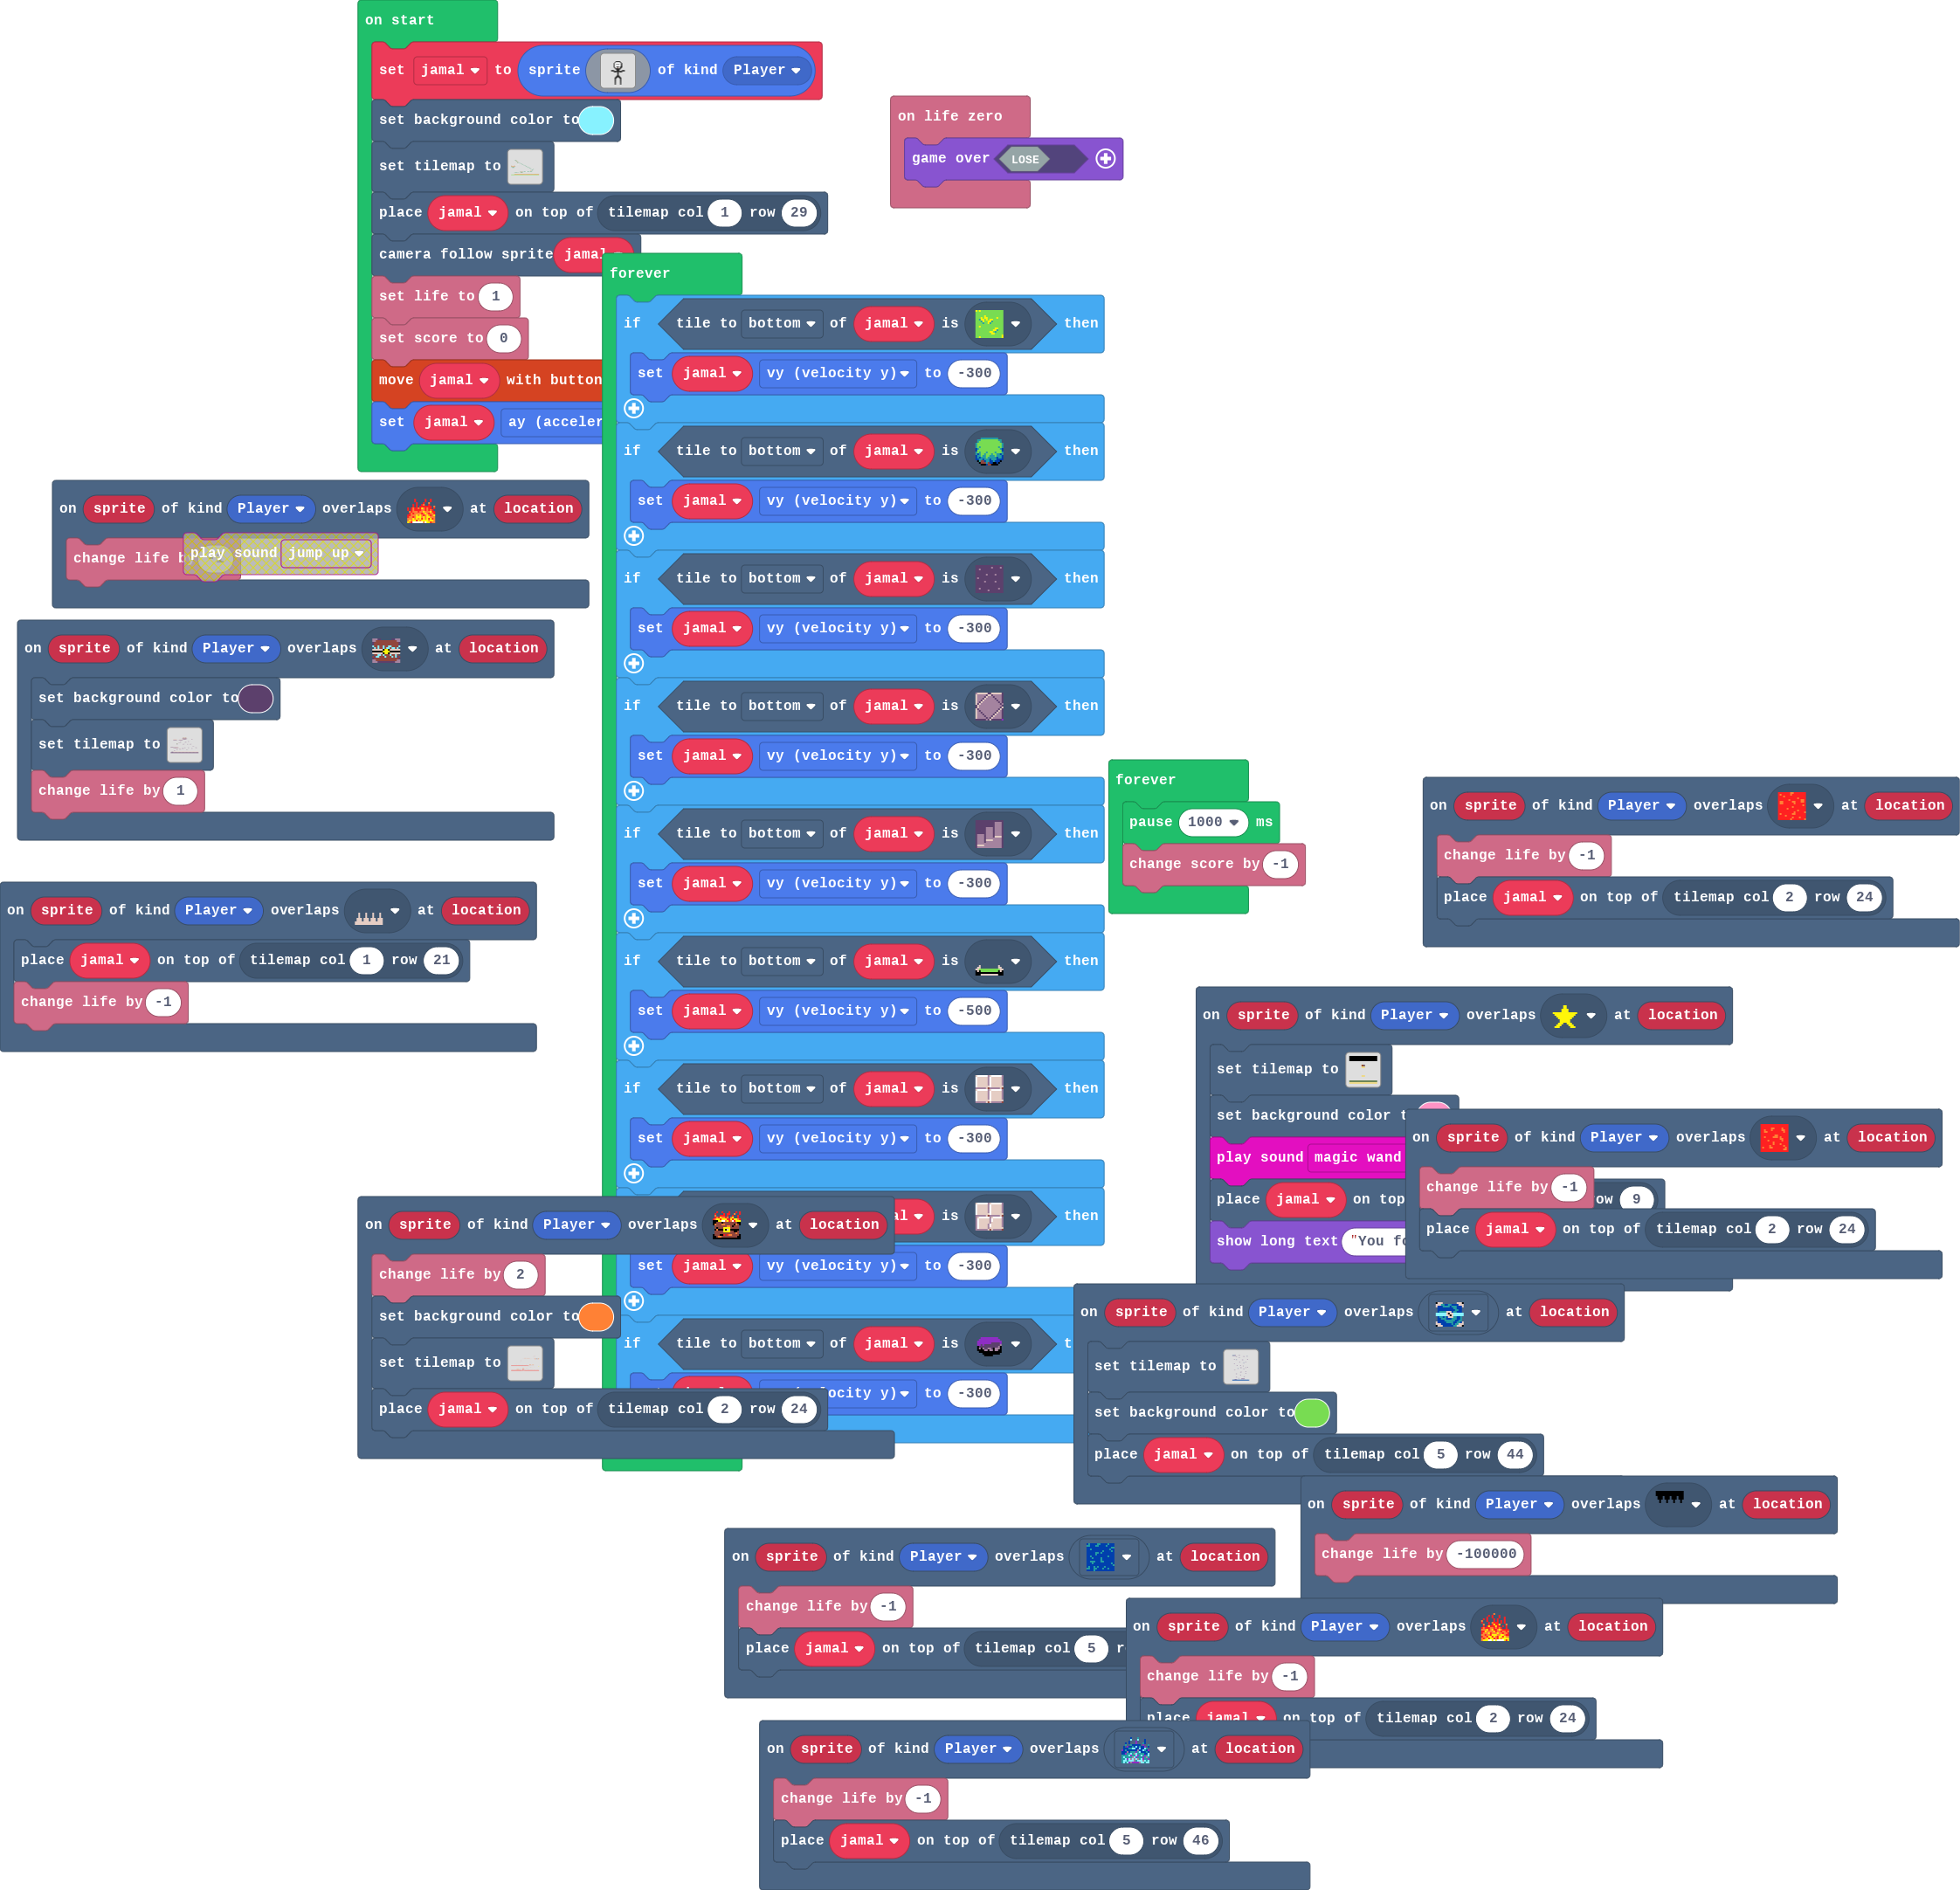 on start
set jamal to sprite of kind Player
set background color to
set tilemap to
place jamal on top of tilemap col 1 row 29
camera follow sprite jamal
set life to 1
set score to 0
move jamal with button
set jamal ay (acceler
on life zero
game over LOSE
forever
if tile to bottom of jamal is then
set jamal vy (velocity y) to -300
if tile to bottom of jamal is then
set jamal vy (velocity y) to -300
if tile to bottom of jamal is then
set jamal vy (velocity y) to -300
if tile to bottom of jamal is then
set jamal vy (velocity y) to -300
if tile to bottom of jamal is then
set jamal vy (velocity y) to -300
if tile to bottom of jamal is then
set jamal vy (velocity y) to -500
if tile to bottom of jamal is then
set jamal vy (velocity y) to -300
then
set jamal vy (velocity y) to -300
if tile to bottom of jamal is
velocity y) to -300
on sprite of kind Player overlaps at location
change life
play sound jump up
on sprite of kind Player overlaps at location
set background color to
set tilemap to
change life by 1
on sprite of kind Player overlaps at location
place jamal on top of tilemap col 1 row 21
change life by -1
forever
pause 1000 ms
change score by -1
on sprite of kind Player overlaps at location
change life by -1
place jamal on top of tilemap col 2 row 24
on sprite of kind Player overlaps at location
set tilemap to
set background color
play sound magic wand
place jamal on top 9
show long text "You
on sprite of kind Player overlaps at location
change life by -1
place jamal on top of tilemap col 2 row 24
on sprite of kind Player overlaps at location
change life by 2
set background color to
set tilemap to
place jamal on top of tilemap col 2 row 24
on sprite of kind Player overlaps at location
set tilemap to
set background color to
place jamal on top of tilemap col 5 row 44
on sprite of kind Player overlaps at location
change life by -100000
on sprite of kind Player overlaps at location
change life by -1
place jamal on top of tilemap col 5
on sprite of kind Player overlaps at location
change life by -1
place jamal on top of tilemap col 2 row 24
on sprite of kind Player overlaps at location
change life by -1
place jamal on top of tilemap col 5 row 46